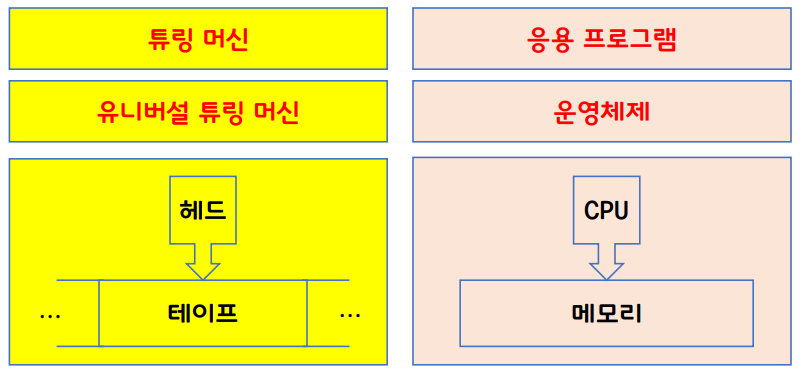 튜링 머신
응용 프로그램
유니버설 튜링 머신
운영체제
헤드
CPU
... 테이프 ...
메모리